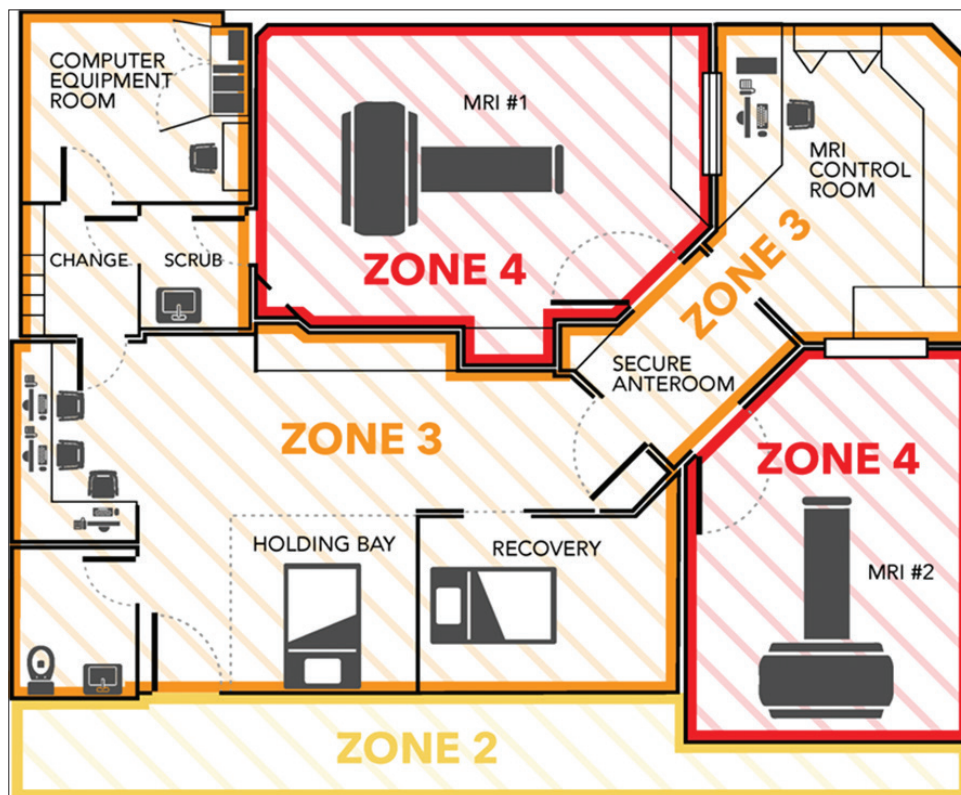 COMPUTER
EQUIPMENT
ROOM
MRI #1
MRI
CONTROL
ROOM
CHANGE
SCRUB
ZONE 4
ZONE 3
SECURE
ANTEROOM
ZONE 3
ZONE 4
HOLDING BAY
RECOVERY
MRI #2
ZONE 2